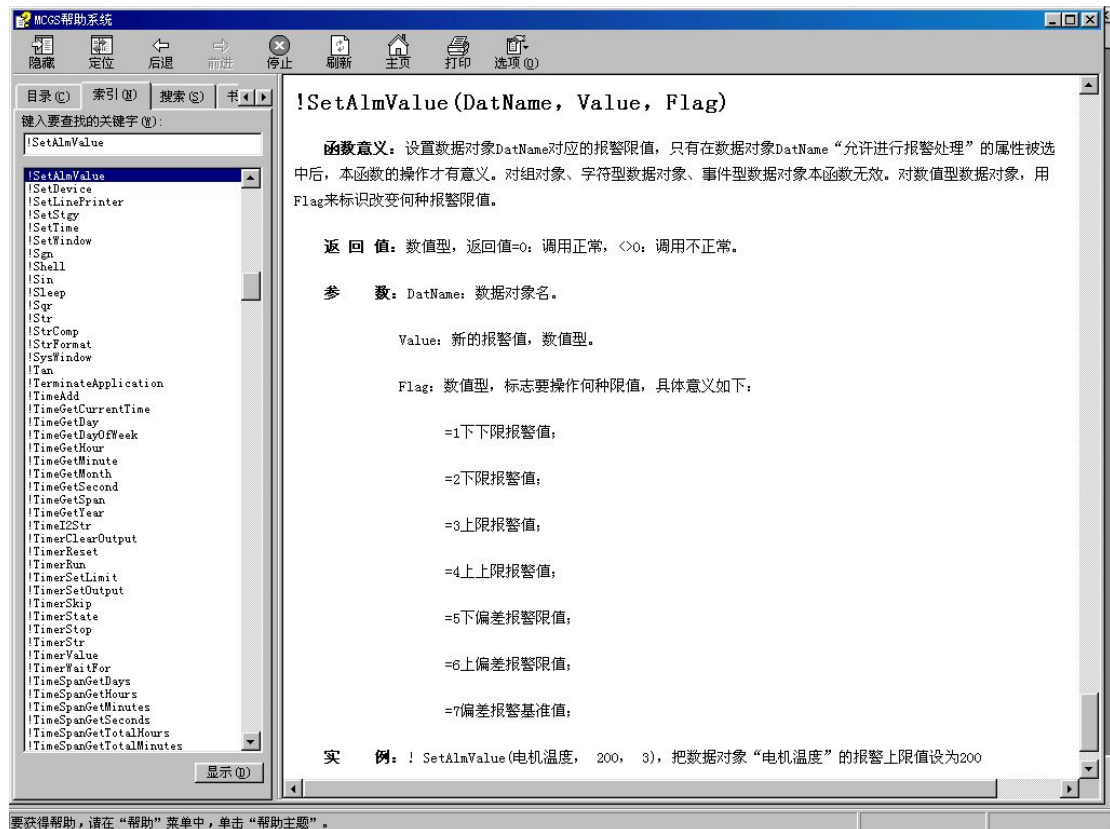 MCGS帮助系统
隐藏 定位 后退 前进 停止 刷新 主页 打印 选项(O)
目录(C) 索引(N) 搜索(S) 书
键入要查找的关键字(W):
!SetAlmValue
!SetAlmValue
!SetDevice
!SetLinePrinter
!SetStgy
!SetTime
!SetWindow
!Sgn
!Shell
!Sin
!Sleep
!Sqr
!Str
!StrComp
!StrFormat
!SysWindow
!Tan
!TerminateApplication
!TimeAdd
!TimeGetCurrentTime
!TimeGetDay
!TimeGetDayOfWeek
!TimeGetHour
!TimeGetMinute
!TimeGetMonth
!TimeGetSecond
!TimeGetSpan
!TimeGetYear
!TimeI2Str
!TimerClearOutput
!TimerReset
!TimerRun
!TimerSetLimit
!TimerSetOutput
!TimerSkip
!TimerState
!TimerStop
!TimerStr
!TimerValue
!TimerWaitFor
!TimeSpanGetDays
!TimeSpanGetHours
!TimeSpanGetMinutes
!TimeSpanGetSeconds
!TimeSpanGetTotalHours
!TimeSpanGetTotalMinutes
显示(D)
!SetAlmValue(DatName, Value, Flag)
函数意义：设置数据对象DatName对应的报警限值，只有在数据对象DatName“允许进行报警处理”的属性被选
中后，本函数的操作才有意义。对组对象、字符型数据对象、事件型数据对象本函数无效。对数值型数据对象，用
Flag来标识改变何种报警限值。
返 回 值：数值型，返回值=0：调用正常，<>0：调用不正常。
参 数：DatName：数据对象名。
Value：新的报警值，数值型。
Flag：数值型，标志要操作何种限值，具体意义如下：
=1下下限报警值；
=2下限报警值；
=3上限报警值；
=4上上限报警值；
=5下偏差报警限值；
=6上偏差报警限值；
=7偏差报警基准值；
实 例：! SetAlmValue(电机温度， 200， 3)，把数据对象“电机温度”的报警上限值设为200
要获得帮助，请在“帮助”菜单中，单击“帮助主题”。